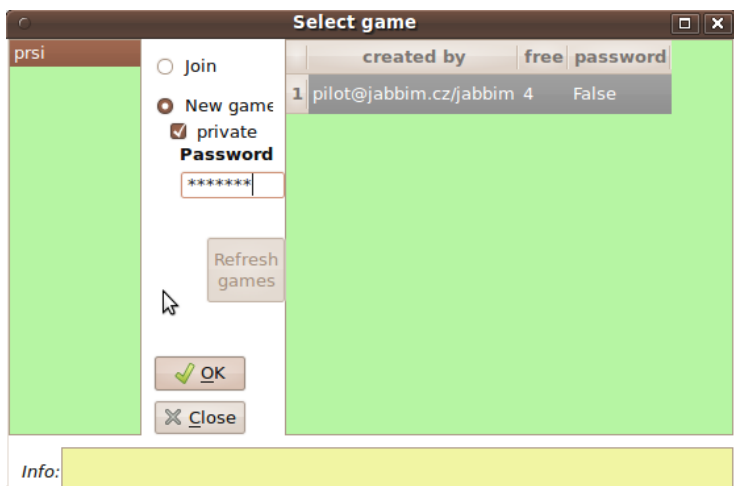 Select game
prsi
Join
New game
private
Password
*******
Refresh
games
OK
Close
created by free password
1 pilot@jabbim.cz/jabbim 4 False
Info: